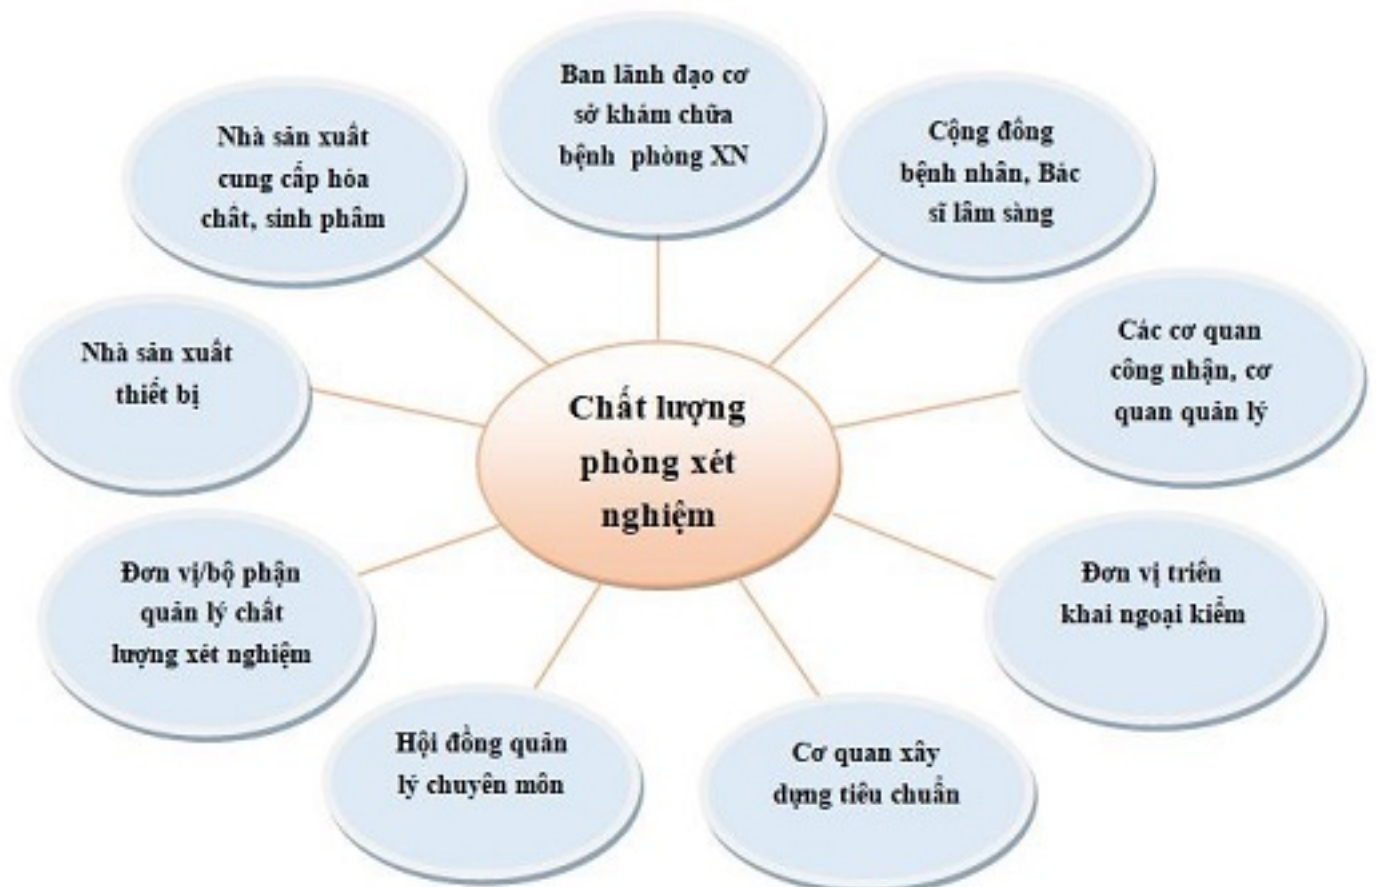 Ban lãnh đạo cơ
sở khám chữa
bệnh phòng XN
Cộng đồng
bệnh nhân, Bác
sĩ lâm sàng
Các cơ quan
công nhận, cơ
quan quản lý
Đơn vị triển
khai ngoại kiểm
Cơ quan xây
dựng tiêu chuẩn
Hội đồng quản
lý chuyên môn
Đơn vị/bộ phận
quản lý chất
lượng xét nghiệm
Nhà sản xuất
thiết bị
Nhà sản xuất
cung cấp hóa
chất, sinh phẩm
Chất lượng
phòng xét
nghiệm